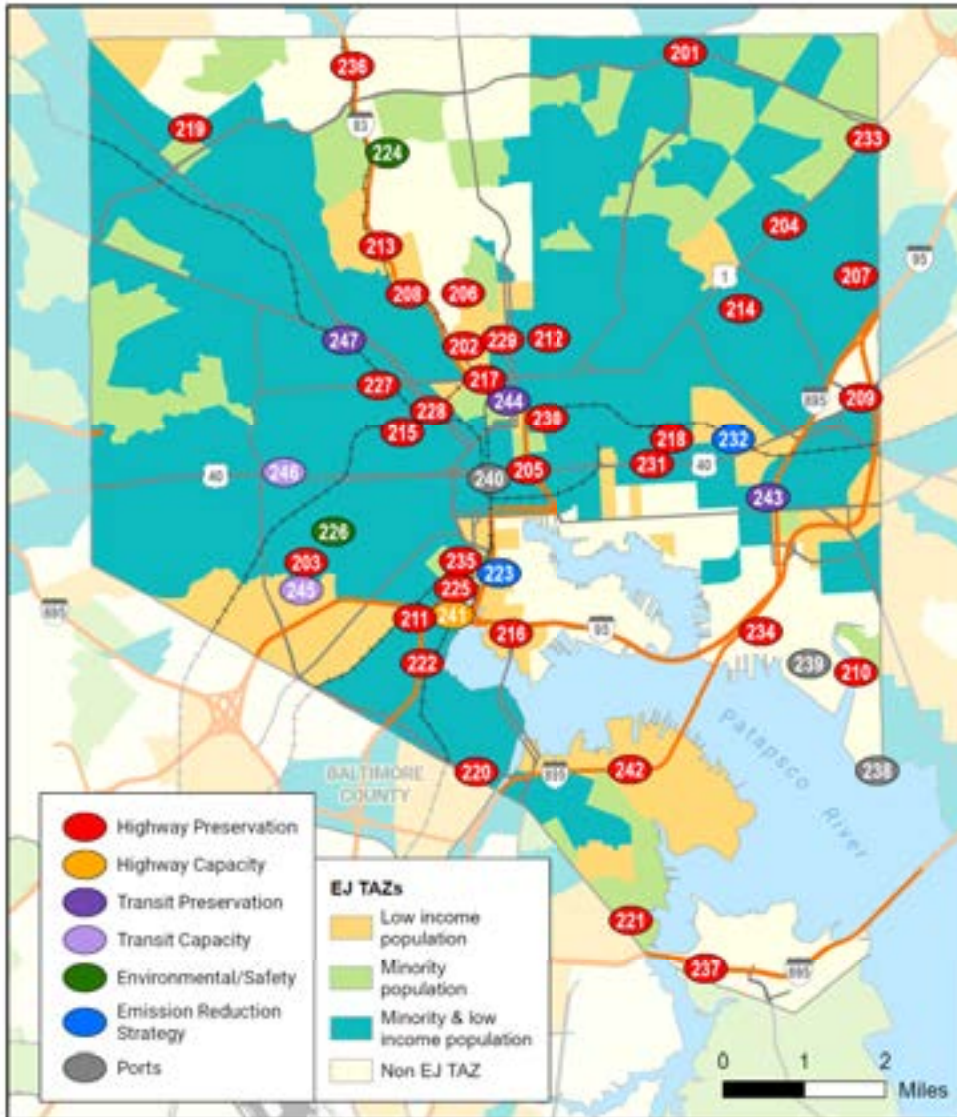 201
236
83
219
224
233
204
213
95
1
207
208
206
214
247
202
229
212
217
227
244
895
209
228
230
215
218
232
40
246
240
205
231
40
243
226
235
223
203
245
225
211
241
216
95
234
222
239
210
695
Patapsco River
220
895
242
238
BALTIMORE
COUNTY
221
237
695
Highway Preservation
Highway Capacity
Transit Preservation
Transit Capacity
Environmental/Safety
Emission Reduction
Strategy
Ports
EJ TAZs
Low income
population
Minority
population
Minority & low
income population
Non EJ TAZ
0 1 2
Miles